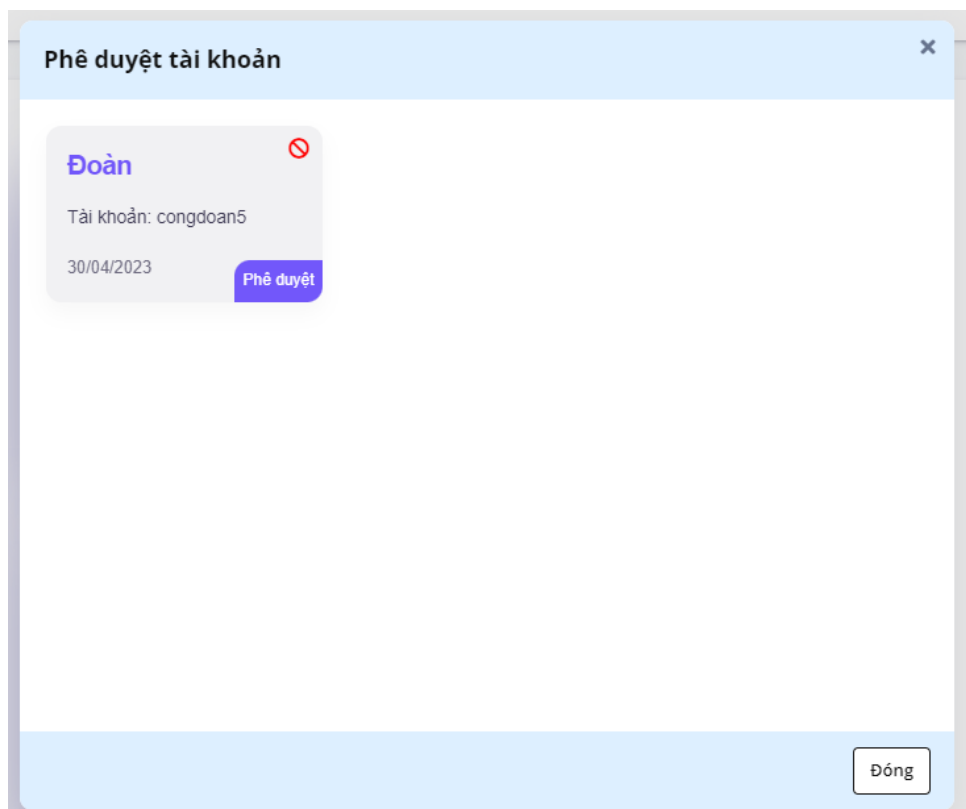 Phê duyệt tài khoản
Đoàn
Tài khoản: congdoan5
30/04/2023
Phê duyệt
Đóng